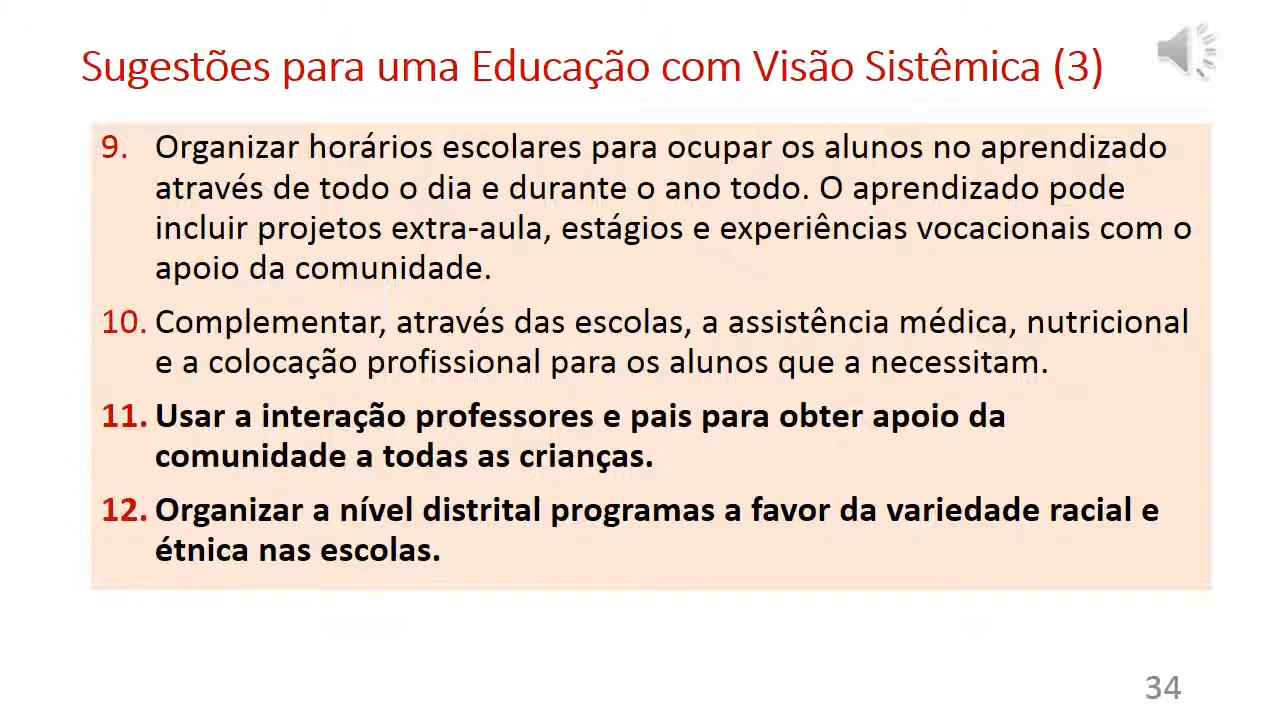 Sugestões para uma Educação com Visão Sistêmica (3)
9. Organizar horários escolares para ocupar os alunos no aprendizado
através de todo o dia e durante o ano todo. O aprendizado pode
incluir projetos extra-aula, estágios e experiências vocacionais com o
apoio da comunidade.
10. Complementar, através das escolas, a assistência médica, nutricional
e a colocação profissional para os alunos que a necessitam.
11. Usar a interação professores e pais para obter apoio da
comunidade a todas as crianças.
12. Organizar a nível distrital programas a favor da variedade racial e
étnica nas escolas.
34